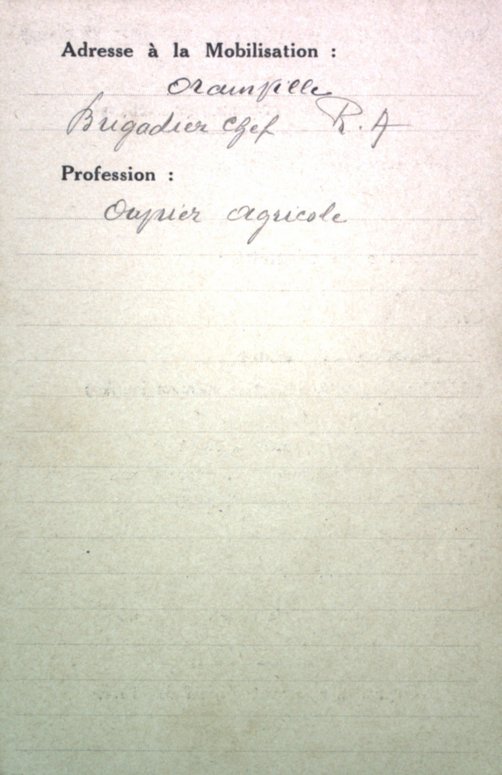 Adresse à la Mobilisation :
Orainville
Brigadier chef R.A
Profession :
Ouvrier agricole